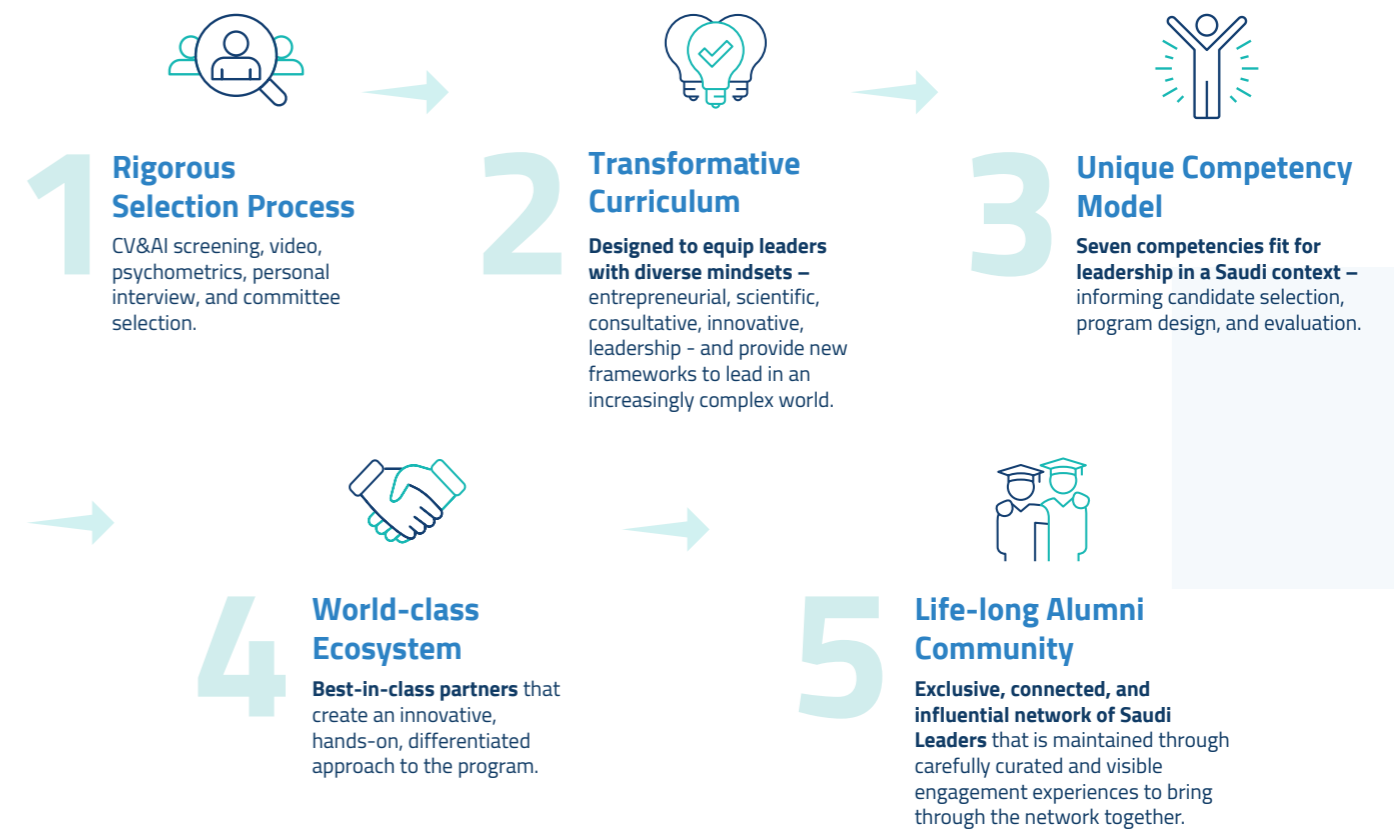 1
Rigorous
Selection Process
CV&AI screening, video,
psychometrics, personal
interview, and committee
selection.
2
Transformative
Curriculum
Designed to equip leaders
with diverse mindsets –
entrepreneurial, scientific,
consultative, innovative,
leadership - and provide new
frameworks to lead in an
increasingly complex world.
3
Unique Competency
Model
Seven competencies fit for
leadership in a Saudi context –
informing candidate selection,
program design, and evaluation.
4
World-class
Ecosystem
Best-in-class partners that
create an innovative,
hands-on, differentiated
approach to the program.
5
Life-long Alumni
Community
Exclusive, connected, and
influential network of Saudi
Leaders that is maintained through
carefully curated and visible
engagement experiences to bring
through the network together.